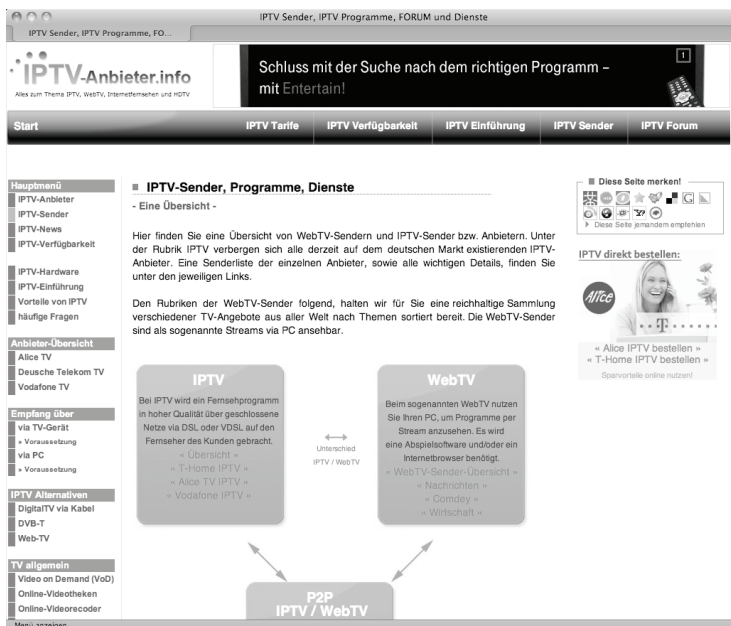 IPTV Sender, IPTV Programme, FORUM und Dienste
IPTV Sender, IPTV Programme, FO...
IPTV-Anbieter.info
Alles zum Thema IPTV, WebTV, Internetfernsehen und HDTV
Schluss mit der Suche nach dem richtigen Programm –
mit Entertain!
1
Start
IPTV Tarife
IPTV Verfügbarkeit
IPTV Einführung
IPTV Sender
IPTV Forum
Hauptmenü
IPTV-Anbieter
IPTV-Sender
IPTV-News
IPTV-Verfügbarkeit
IPTV-Hardware
IPTV-Einführung
Vorteile von IPTV
häufige Fragen
Anbieter-Übersicht
Alice TV
Deusche Telekom TV
Vodafone TV
Empfang über
via TV-Gerät
» Voraussetzung
via PC
» Voraussetzung
IPTV Alternativen
DigitalTV via Kabel
DVB-T
Web-TV
TV allgemein
Video on Demand (VoD)
Online-Videotheken
Online-Videorecoder
Menü anzeigen
IPTV-Sender, Programme, Dienste
- Eine Übersicht -
Hier finden Sie eine Übersicht von WebTV-Sendern und IPTV-Sender bzw. Anbietern. Unter
der Rubrik IPTV verbergen sich alle derzeit auf dem deutschen Markt existierenden IPTV-
Anbieter. Eine Senderliste der einzelnen Anbieter, sowie alle wichtigen Details, finden Sie
unter den jeweiligen Links.
Den Rubriken der WebTV-Sender folgend, halten wir für Sie eine reichhaltige Sammlung
verschiedener TV-Angebote aus aller Welt nach Themen sortiert bereit. Die WebTV-Sender
sind als sogenannte Streams via PC ansehbar.
IPTV
Bei IPTV wird ein Fernsehprogramm
in hoher Qualität über geschlossene
Netze via DSL oder VDSL auf den
Fernseher des Kunden gebracht.
« Übersicht »
« T-Home IPTV »
« Alice TV IPTV »
« Vodafone IPTV »
Unterschied
IPTV / WebTV
WebTV
Beim sogenannten WebTV nutzen
Sie Ihren PC, um Programme per
Stream anzusehen. Es wird
eine Abspielsoftware und/oder ein
Internetbrowser benötigt.
« WebTV-Sender-Übersicht »
« Nachrichten »
« Comdey »
« Wirtschaft »
P2P
IPTV / WebTV
Diese Seite merken!
Diese Seite jemandem empfehlen
IPTV direkt bestellen:
Alice
T
« Alice IPTV bestellen »
« T-Home IPTV bestellen »
Sparvorteile online nutzen!